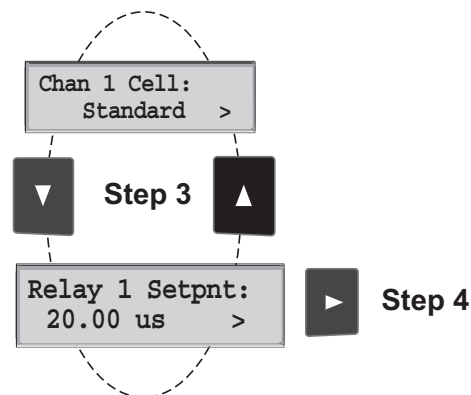 Chan 1 Cell:
Standard >
Step 3
Relay 1 Setpnt:
20.00 us >
Step 4